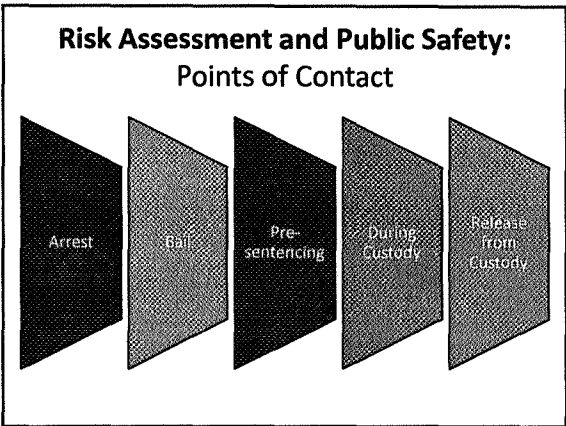 Risk Assessment and Public Safety:
Points of Contact
Arrest
Bail
Pre-
sentencing
During
Custody
Release
from
Custody